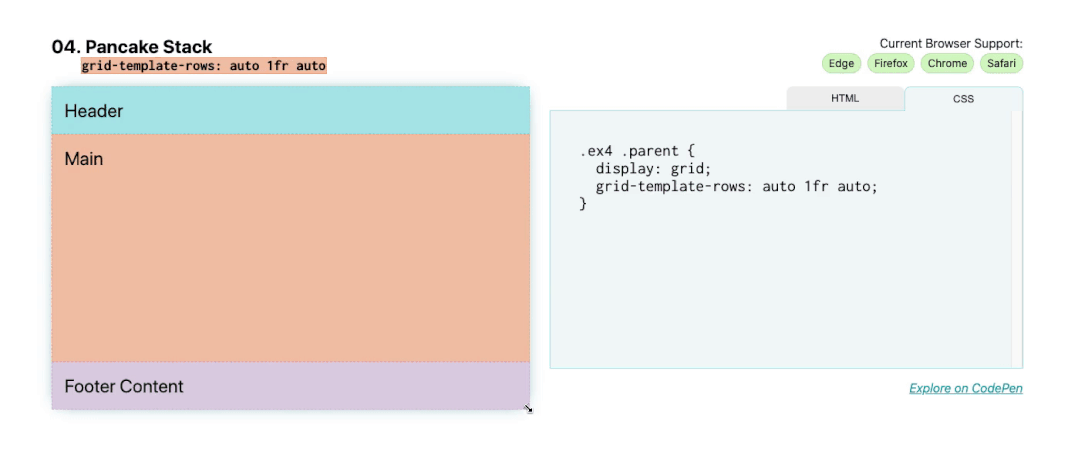 04. Pancake Stack
grid-template-rows: auto 1fr auto
Current Browser Support:
Edge Firefox Chrome Safari
Header
Main
Footer Content
HTML CSS
.ex4 .parent {
  display: grid;
  grid-template-rows: auto 1fr auto;
}
Explore on CodePen